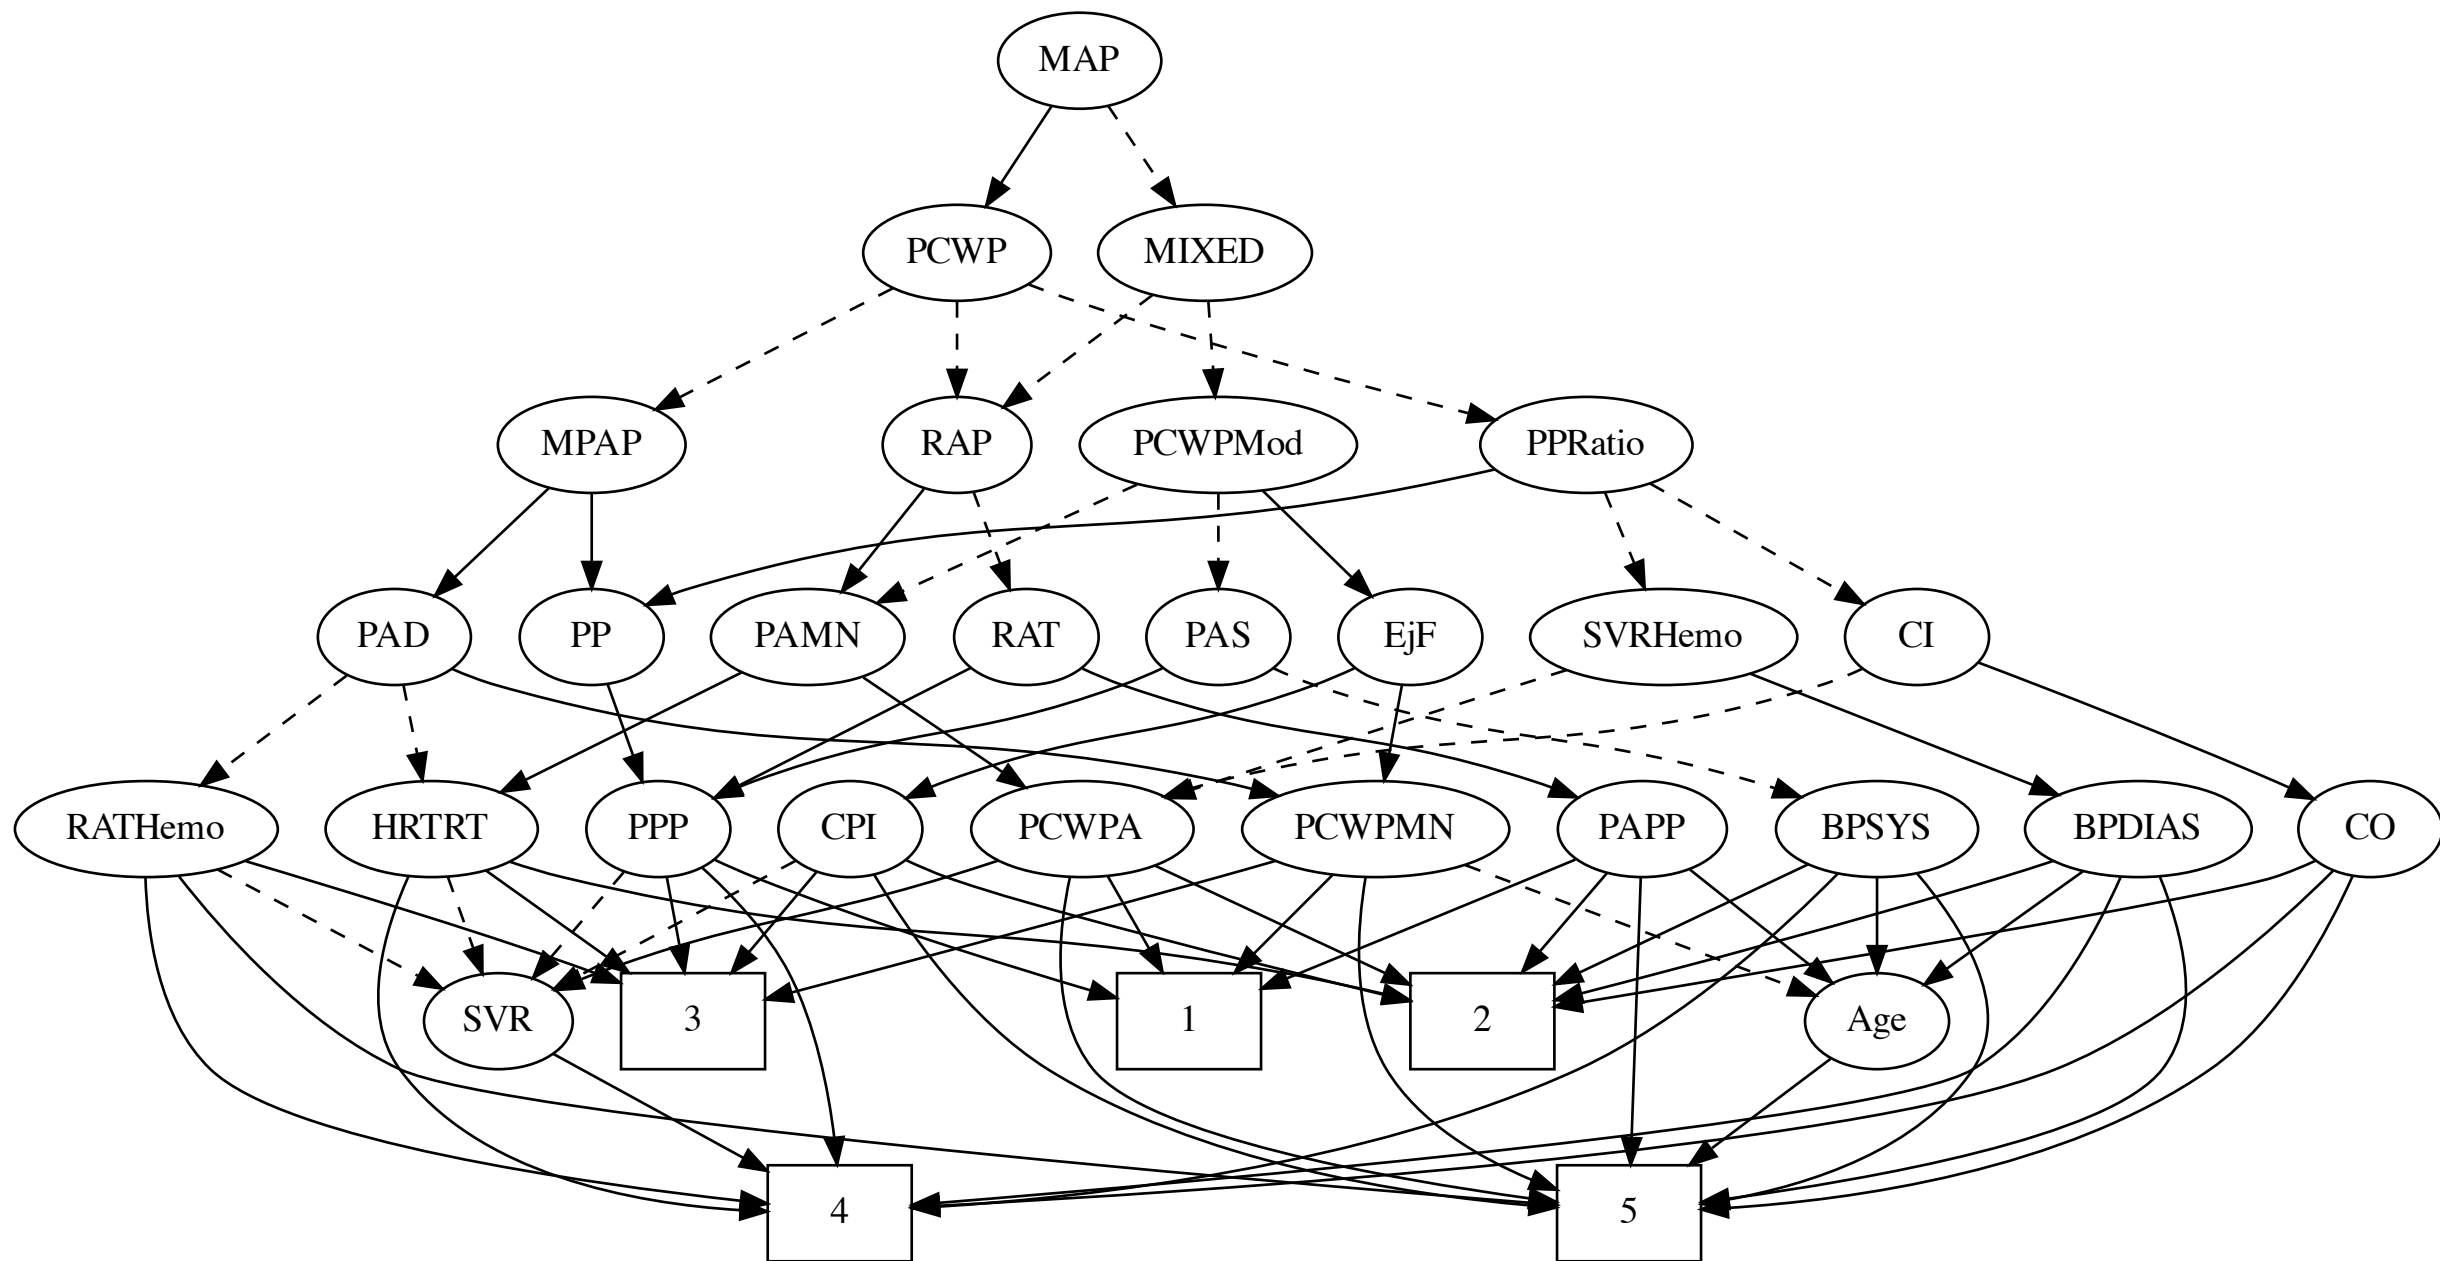 MAP
PCWP
MIXED
MPAP
RAP
PCWPMod
PPRatio
PAD
PP
PAMN
RAT
PAS
EjF
SVRHemo
CI
RATHemo
HRTRT
PPP
CPI
PCWPA
PCWPMN
PAPP
BPSYS
BPDIAS
CO
SVR
3
1
2
Age
4
5